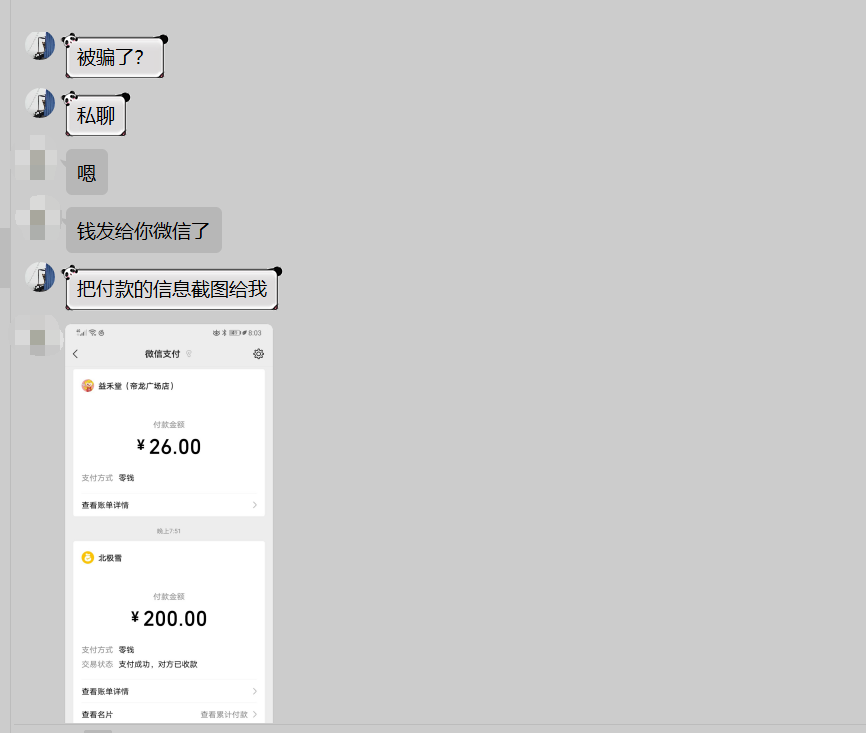 被骗了？
私聊
嗯
钱发给你微信了
把付款的信息截图给我
8:03
微信支付
益禾堂（帝龙广场店）
付款金额
¥26.00
支付方式 零钱
查看账单详情
晚上7:51
北极雪
付款金额
¥200.00
支付方式 零钱
交易状态 支付成功，对方已收款
查看账单详情
查看名片 查看累计付款